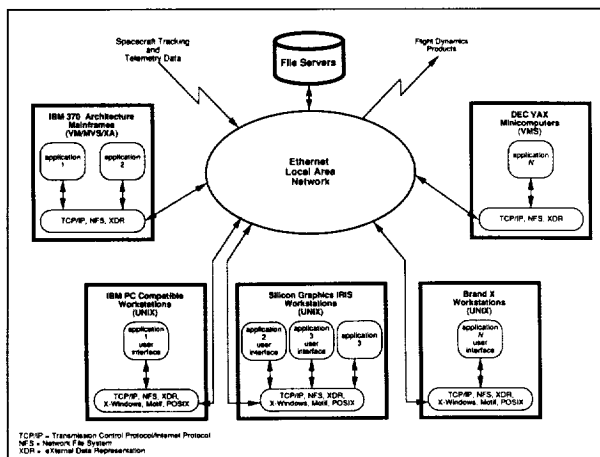 Spacecraft Tracking
and
Telemetry Data
File Servers
Flight Dynamics
Products
IBM 370 Architecture
Mainframes
(VM/MVS/XA)
application
1
application
2
TCP/IP, NFS, XDR
Ethernet
Local Area
Network
DEC VAX
Minicomputers
(VMS)
application
N
TCP/IP, NFS, XDR
IBM PC Compatible
Workstations
(UNIX)
application
1
user
interface
TCP/IP, NFS, XDR,
X-Windows, Motif, POSIX
Silicon Graphics IRIS
Workstations
(UNIX)
application
2
user
interface
application
3
user
interface
application
3
TCP/IP, NFS, XDR,
X-Windows, Motif, POSIX
Brand X
Workstations
(UNIX)
application
N
user
interface
TCP/IP, NFS, XDR,
X-Windows, Motif, POSIX
TCP/IP = Transmission Control Protocol/Internet Protocol
NFS = Network File System
XDR = eXternal Data Representation